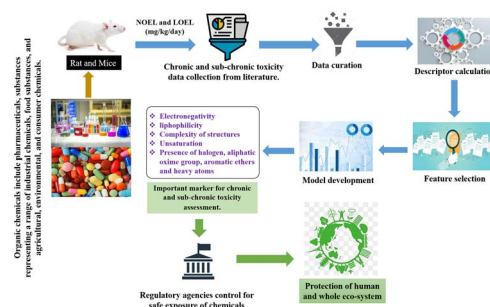 Organic chemicals include pharmaceuticals, substances
representing a range of industrial chemicals, food substances, and
agricultural, environmental, and consumer chemicals.
NOEL and LOEL
(mg/kg/day)
Rat and Mice
Chronic and sub-chronic toxicity
data collection from literature.
Data curation
Descriptor calculation
Electronegativity
liphophilicity
Complexity of structures
Unsaturation
Presence of halogen, aliphatic
oxime group, aromatic ethers
and heavy atoms
Model development
Feature selection
Important marker for chronic
and sub-chronic toxicity
assessment.
Regulatory agencies control for
safe exposure of chemicals
Protection of human
and whole eco-system